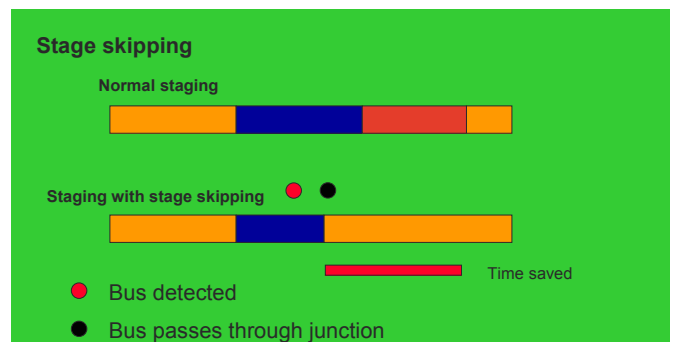 Stage skipping
Normal staging
Staging with stage skipping
Time saved
Bus detected
Bus passes through junction